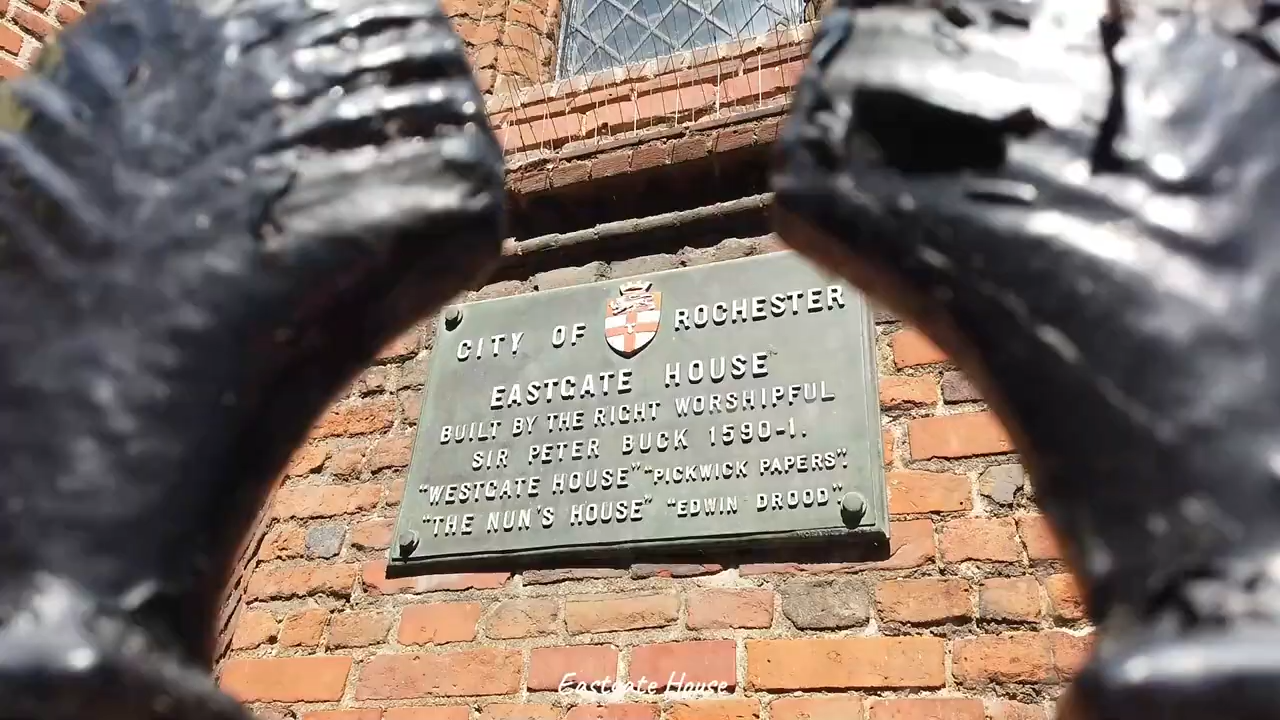 CITY OF ROCHESTER
EASTGATE HOUSE
BUILT BY THE RIGHT WORSHIPFUL
SIR PETER BUCK 1590-1.
"WESTGATE HOUSE" "PICKWICK PAPERS".
"THE NUN'S HOUSE" "EDWIN DROOD".
Eastgate House